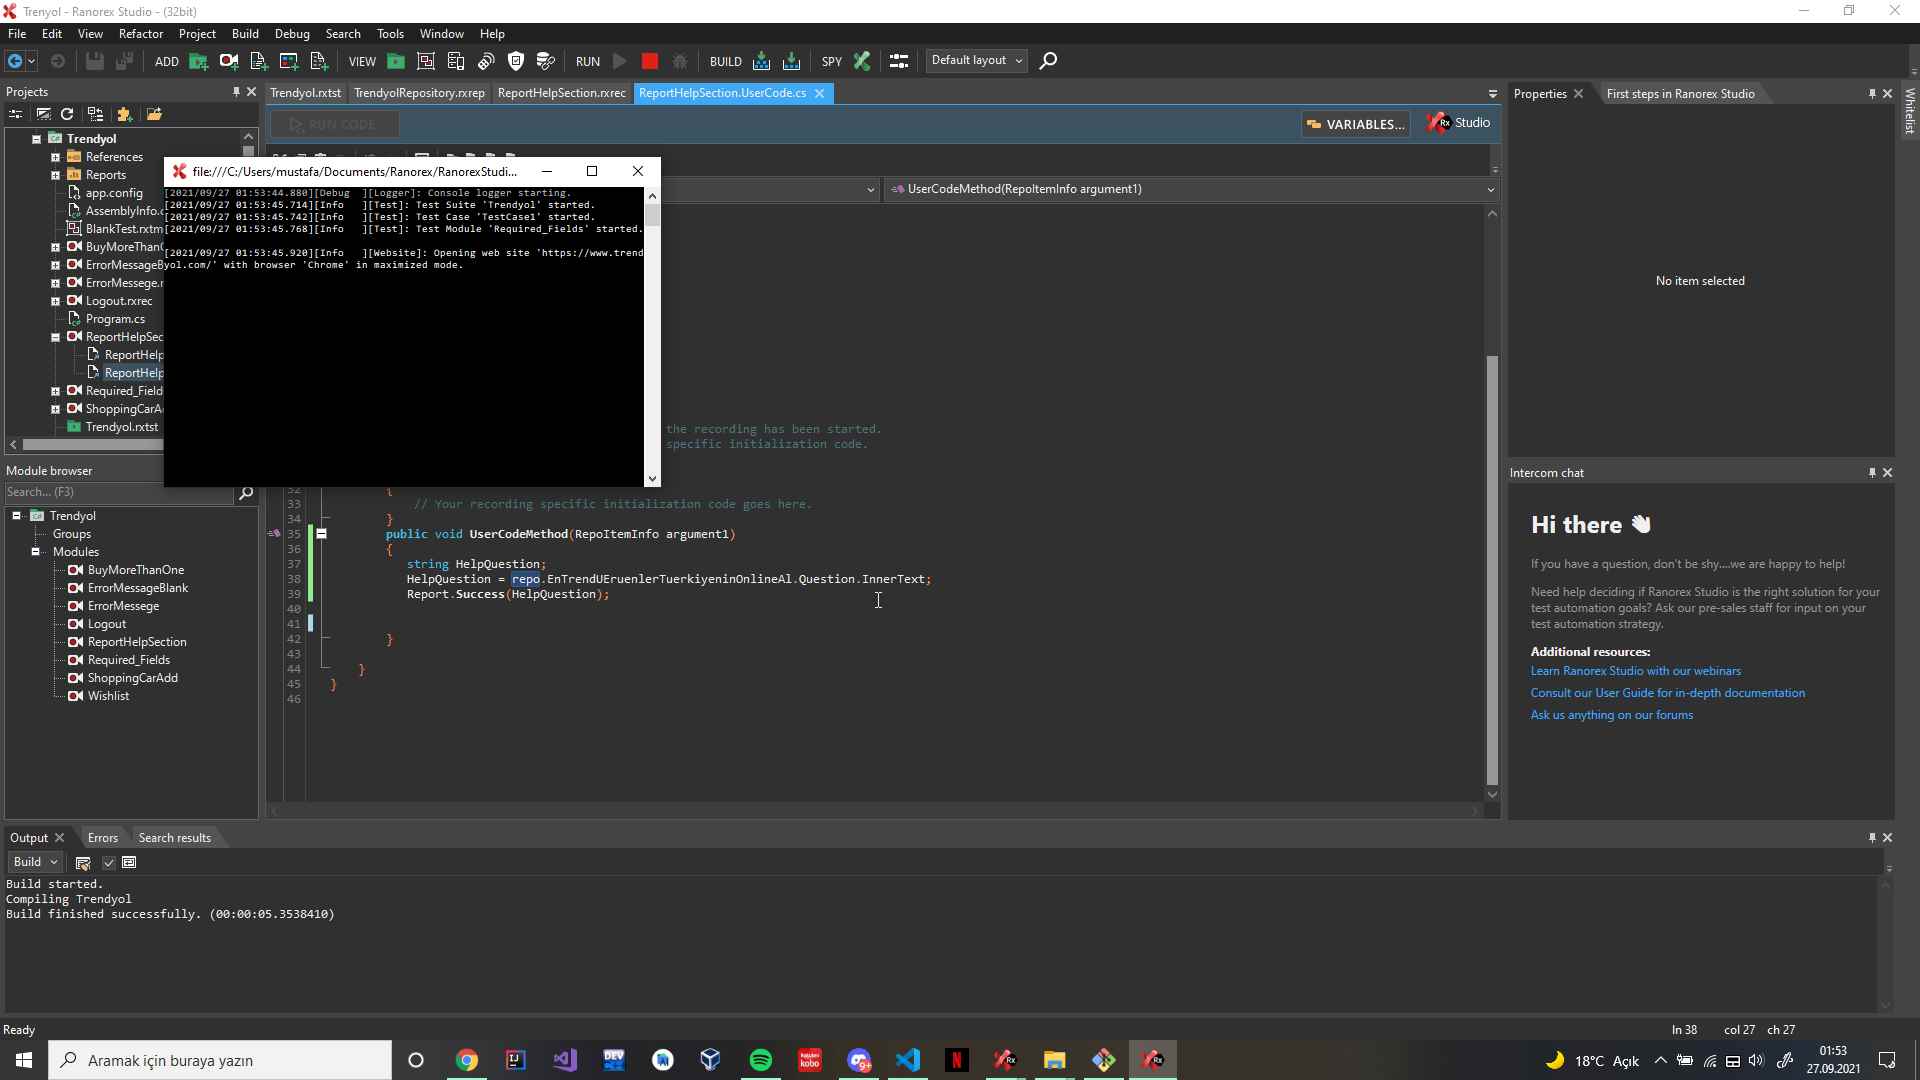 Trenyol - Ranorex Studio - (32bit)
File Edit View Refactor Project Build Debug Search Tools Window Help
ADD VIEW RUN BUILD SPY Default layout
Projects
Trendyol
References
Reports
app.config
AssemblyInfo.c
BlankTest.rxtm
BuyMoreThanO
ErrorMessageB
ErrorMessege.r
Logout.rxrec
Program.cs
ReportHelpSec
ReportHelp
ReportHelp
Required_Field
ShoppingCarA
Trendyol.rxtst
Module browser
Search... (F3)
Trendyol
Groups
Modules
BuyMoreThanOne
ErrorMessageBlank
ErrorMessege
Logout
ReportHelpSection
Required_Fields
ShoppingCarAdd
Wishlist
Trendyol.rxtst TrendyolRepository.rxrep ReportHelpSection.rxrec ReportHelpSection.UserCode.cs
RUN CODE VARIABLES... Rx Studio
UserCodeMethod(RepoItemInfo argument1)
file:///C:/Users/mustafa/Documents/Ranorex/RanorexStudi...
[2021/09/27 01:53:44.880][Debug ][Logger]: Console logger starting.
[2021/09/27 01:53:45.714][Info ][Test]: Test Suite 'Trendyol' started.
[2021/09/27 01:53:45.742][Info ][Test]: Test Case 'TestCase1' started.
[2021/09/27 01:53:45.768][Info ][Test]: Test Module 'Required_Fields' started.
[2021/09/27 01:53:45.920][Info ][Website]: Opening web site 'https://www.trend
yol.com/' with browser 'Chrome' in maximized mode.
the recording has been started.
specific initialization code.
32 {
33 // Your recording specific initialization code goes here.
34 }
35 public void UserCodeMethod(RepoItemInfo argument1)
36 {
37 string HelpQuestion;
38 HelpQuestion = repo.EnTrendUEruenlerTuerkiyeninOnlineAl.Question.InnerText;
39 Report.Success(HelpQuestion);
40
41
42 }
43
44 }
45 }
46
Properties First steps in Ranorex Studio
Whitelist
No item selected
Intercom chat
Hi there
If you have a question, don't be shy....we are happy to help!
Need help deciding if Ranorex Studio is the right solution for your
test automation goals? Ask our pre-sales staff for input on your
test automation strategy.
Additional resources:
Learn Ranorex Studio with our webinars
Consult our User Guide for in-depth documentation
Ask us anything on our forums
Output Errors Search results
Build
Build started.
Compiling Trendyol
Build finished successfully. (00:00:05.3538410)
Ready ln 38 col 27 ch 27
Aramak için buraya yazın
18°C Açık
01:53
27.09.2021